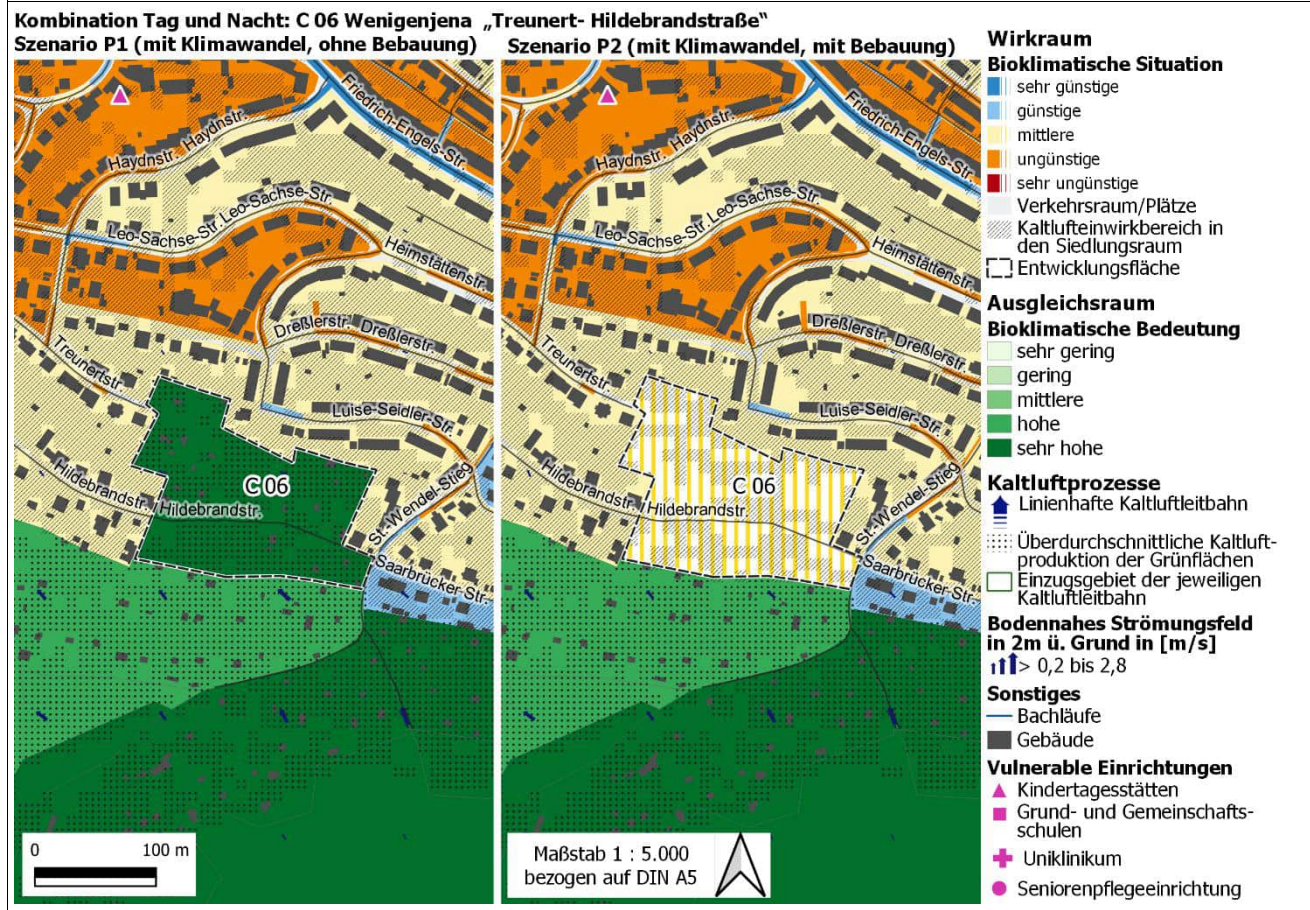 Kombination Tag und Nacht: C 06 Wenigenjena „Treunert- Hildebrandstraße“
Szenario P1 (mit Klimawandel, ohne Bebauung)
Szenario P2 (mit Klimawandel, mit Bebauung)
Haydnstr.
Haydnstr.
Friedrich-Engels-Str.
Leo-Sachse-Str.
Leo-Sachse-Str.
Heimstättenstr.
Dreßlerstr.
Dreßlerstr.
Treunertstr.
Luise-Seidler-Str.
C 06
Hildebrandstr.
Hildebrandstr.
St.-Wendel-Stieg
Saarbrücker-Str.
0
100 m
Haydnstr.
Haydnstr.
Friedrich-Engels-Str.
Leo-Sachse-Str.
Leo-Sachse-Str.
Heimstättenstr.
Dreßlerstr.
Dreßlerstr.
Treunertstr.
Luise-Seidler-Str.
C 06
Hildebrandstr.
Hildebrandstr.
St.-Wendel-Stieg
Saarbrücker-Str.
Maßstab 1 : 5.000
bezogen auf DIN A5
Wirkraum
Bioklimatische Situation
sehr günstige
günstige
mittlere
ungünstige
sehr ungünstige
Verkehrsraum/Plätze
Kaltlufteinwirkbereich in
den Siedlungsraum
Entwicklungsfläche
Ausgleichsraum
Bioklimatische Bedeutung
sehr gering
gering
mittlere
hohe
sehr hohe
Kaltluftprozesse
Linienhafte Kaltluftleitbahn
Überdurchschnittliche Kaltluft-
produktion der Grünflächen
Einzugsgebiet der jeweiligen
Kaltluftleitbahn
Bodennahes Strömungsfeld
in 2m ü. Grund in [m/s]
> 0,2 bis 2,8
Sonstiges
Bachläufe
Gebäude
Vulnerable Einrichtungen
Kindertagesstätten
Grund- und Gemeinschafts-
schulen
Uniklinikum
Seniorenpflegeeinrichtung